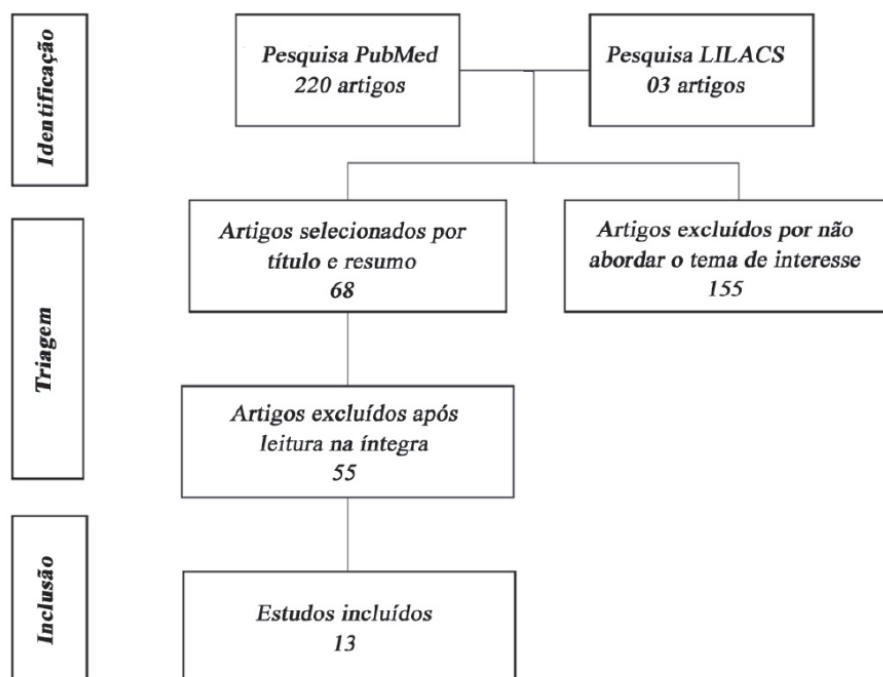 Identificação
Pesquisa PubMed
220 artigos
Pesquisa LILACS
03 artigos
Triagem
Artigos selecionados por
título e resumo
68
Artigos excluídos por não
abordar o tema de interesse
155
Artigos excluídos após
leitura na íntegra
55
Inclusão
Estudos incluídos
13